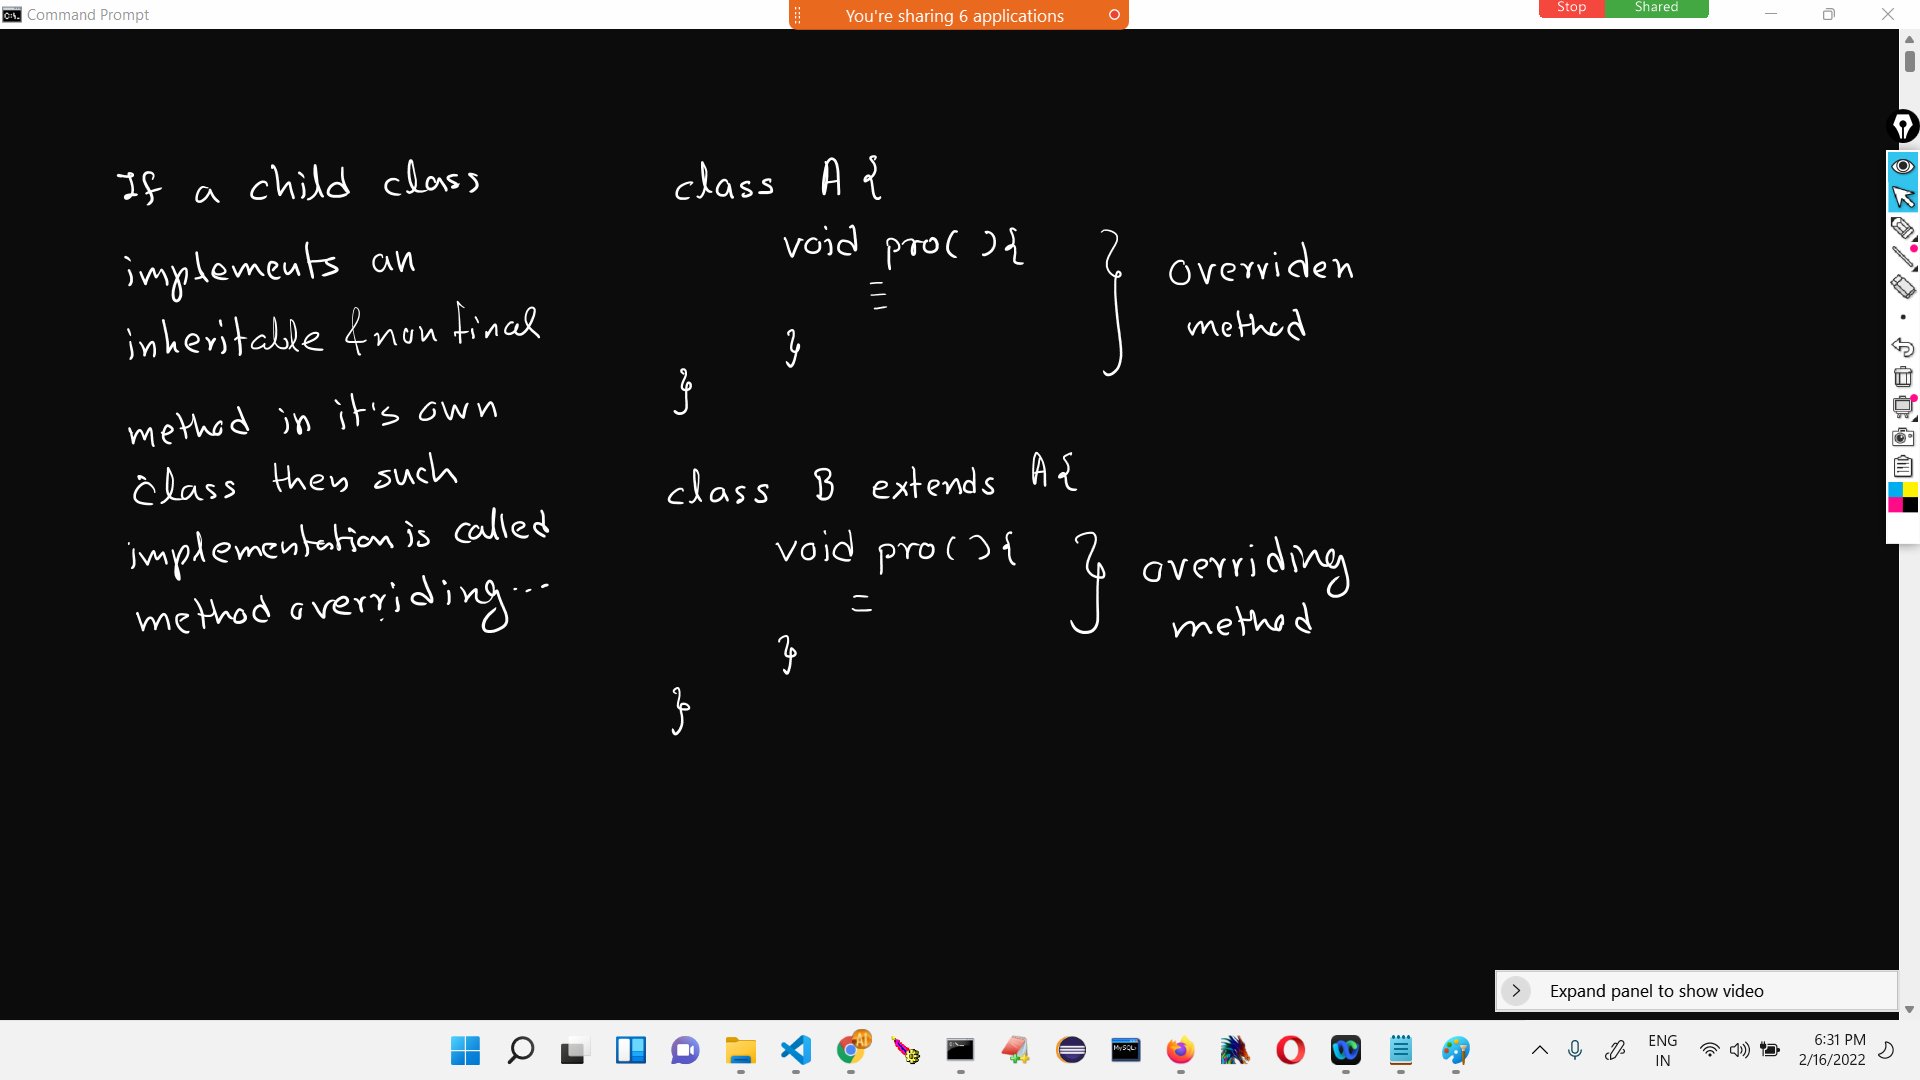 Command Prompt
You're sharing 6 applications
Stop
Shared
If a child class
implements an
inheritable & non final
method in it's own
class then such
implementation is called
method overriding...
class A {
void pro( ){
}
}
overriden
method
class B extends A{
void pro( ){
}
}
overriding
method
Expand panel to show video
AI
MySQL
ENG
IN
6:31 PM
2/16/2022